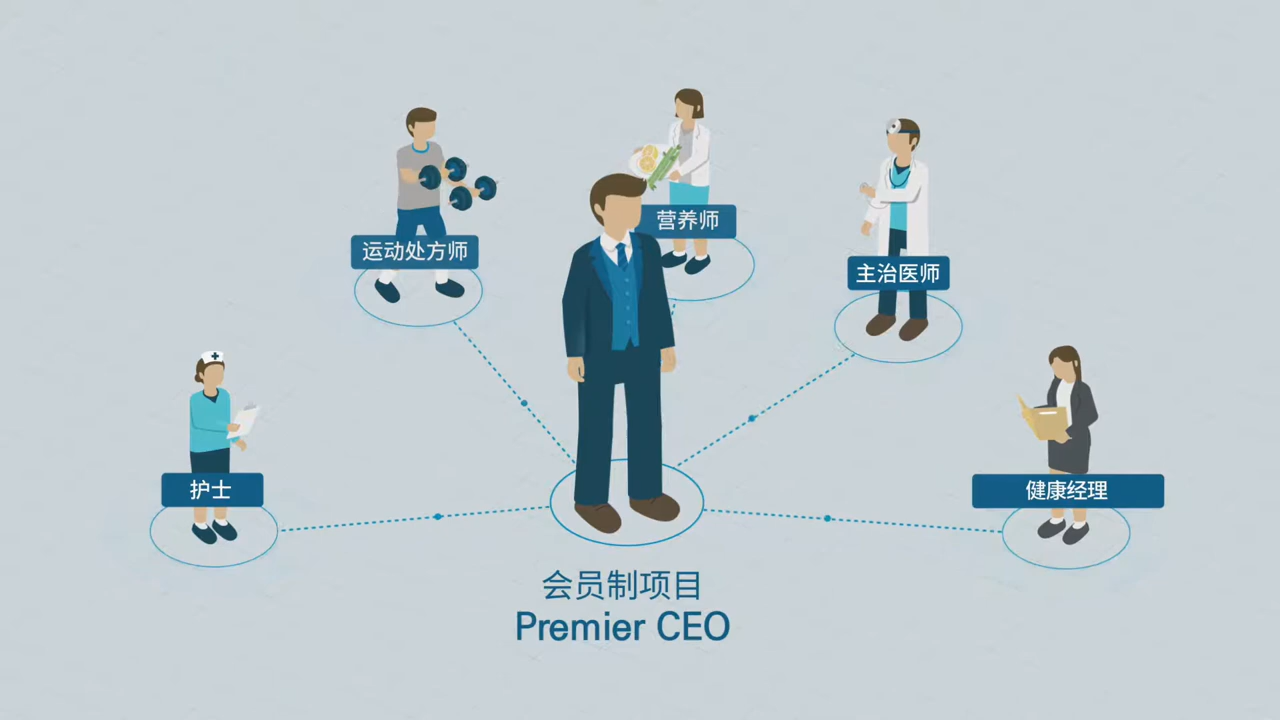 营养师
运动处方师
主治医师
护士
健康经理
会员制项目
Premier CEO